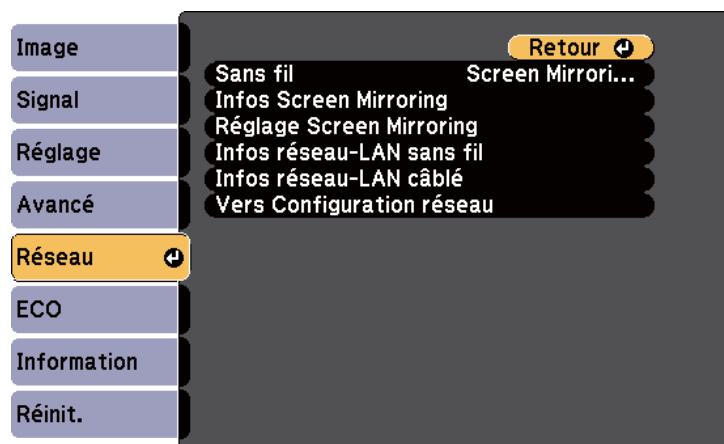 Image
Signal
Réglage
Avancé
Réseau
ECO
Information
Réinit.
Retour
Sans fil Screen Mirrori...
Infos Screen Mirroring
Réglage Screen Mirroring
Infos réseau-LAN sans fil
Infos réseau-LAN câblé
Vers Configuration réseau